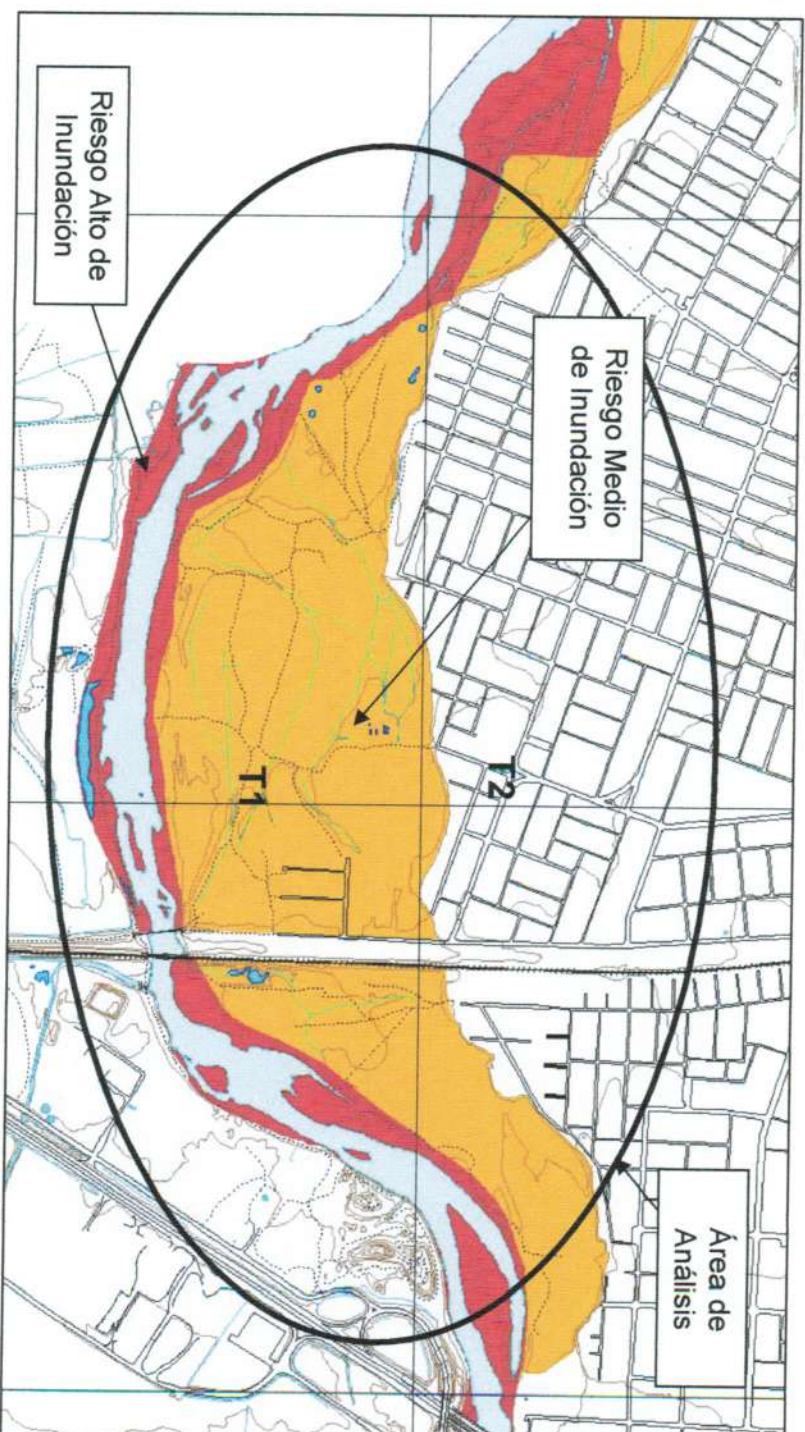 Riesgo Alto de
Inundación
Riesgo Medio
de Inundación
Área de
Análisis
T2
T1